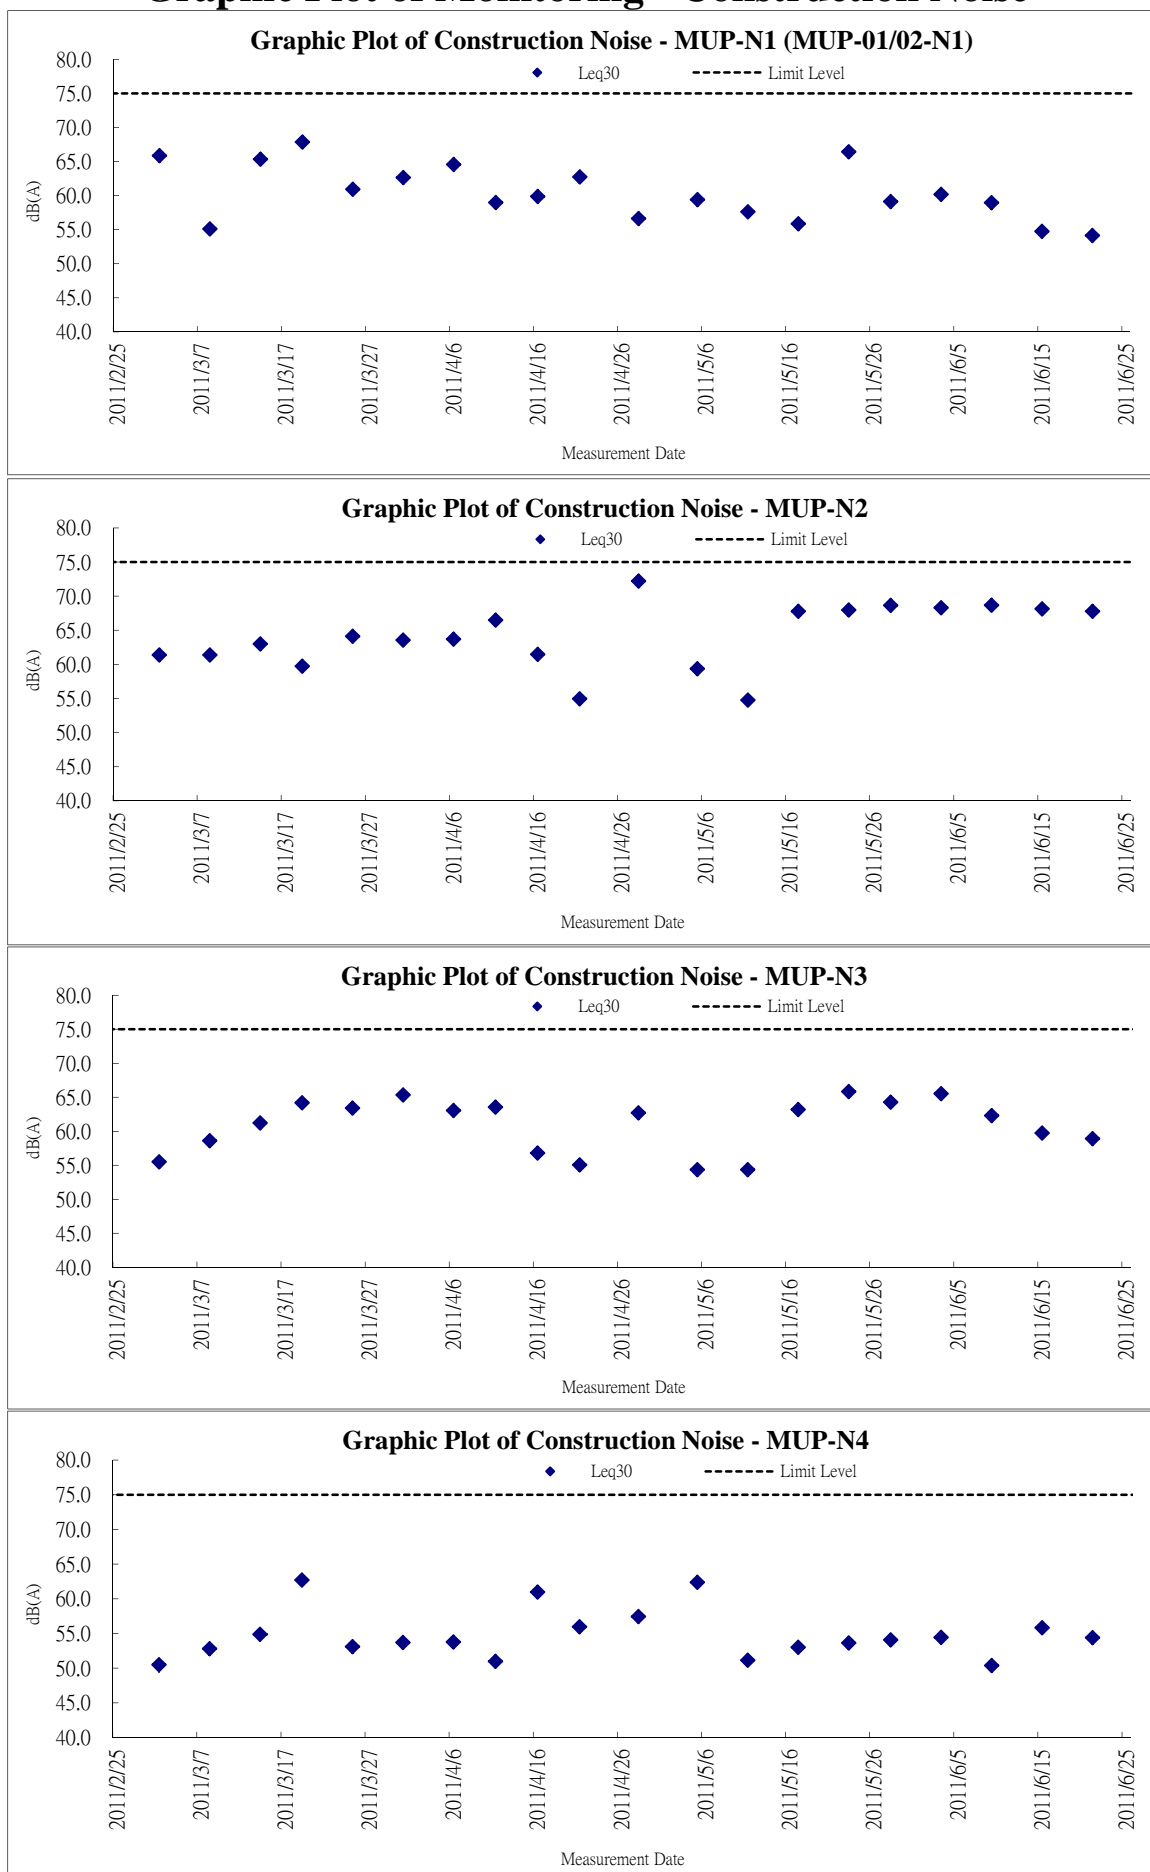 Graphic Plot of Monitoring - Construction Noise
Graphic Plot of Construction Noise - MUP-N1 (MUP-01/02-N1)
Leq30 Limit Level
80.0
75.0
70.0
65.0
60.0
55.0
50.0
45.0
40.0
dB(A)
2011/2/25 2011/3/7 2011/3/17 2011/3/27 2011/4/6 2011/4/16 2011/4/26 2011/5/6 2011/5/16 2011/5/26 2011/6/5 2011/6/15 2011/6/25
Measurement Date
Graphic Plot of Construction Noise - MUP-N2
Leq30 Limit Level
80.0
75.0
70.0
65.0
60.0
55.0
50.0
45.0
40.0
dB(A)
2011/2/25 2011/3/7 2011/3/17 2011/3/27 2011/4/6 2011/4/16 2011/4/26 2011/5/6 2011/5/16 2011/5/26 2011/6/5 2011/6/15 2011/6/25
Measurement Date
Graphic Plot of Construction Noise - MUP-N3
Leq30 Limit Level
80.0
75.0
70.0
65.0
60.0
55.0
50.0
45.0
40.0
dB(A)
2011/2/25 2011/3/7 2011/3/17 2011/3/27 2011/4/6 2011/4/16 2011/4/26 2011/5/6 2011/5/16 2011/5/26 2011/6/5 2011/6/15 2011/6/25
Measurement Date
Graphic Plot of Construction Noise - MUP-N4
Leq30 Limit Level
80.0
75.0
70.0
65.0
60.0
55.0
50.0
45.0
40.0
dB(A)
2011/2/25 2011/3/7 2011/3/17 2011/3/27 2011/4/6 2011/4/16 2011/4/26 2011/5/6 2011/5/16 2011/5/26 2011/6/5 2011/6/15 2011/6/25
Measurement Date